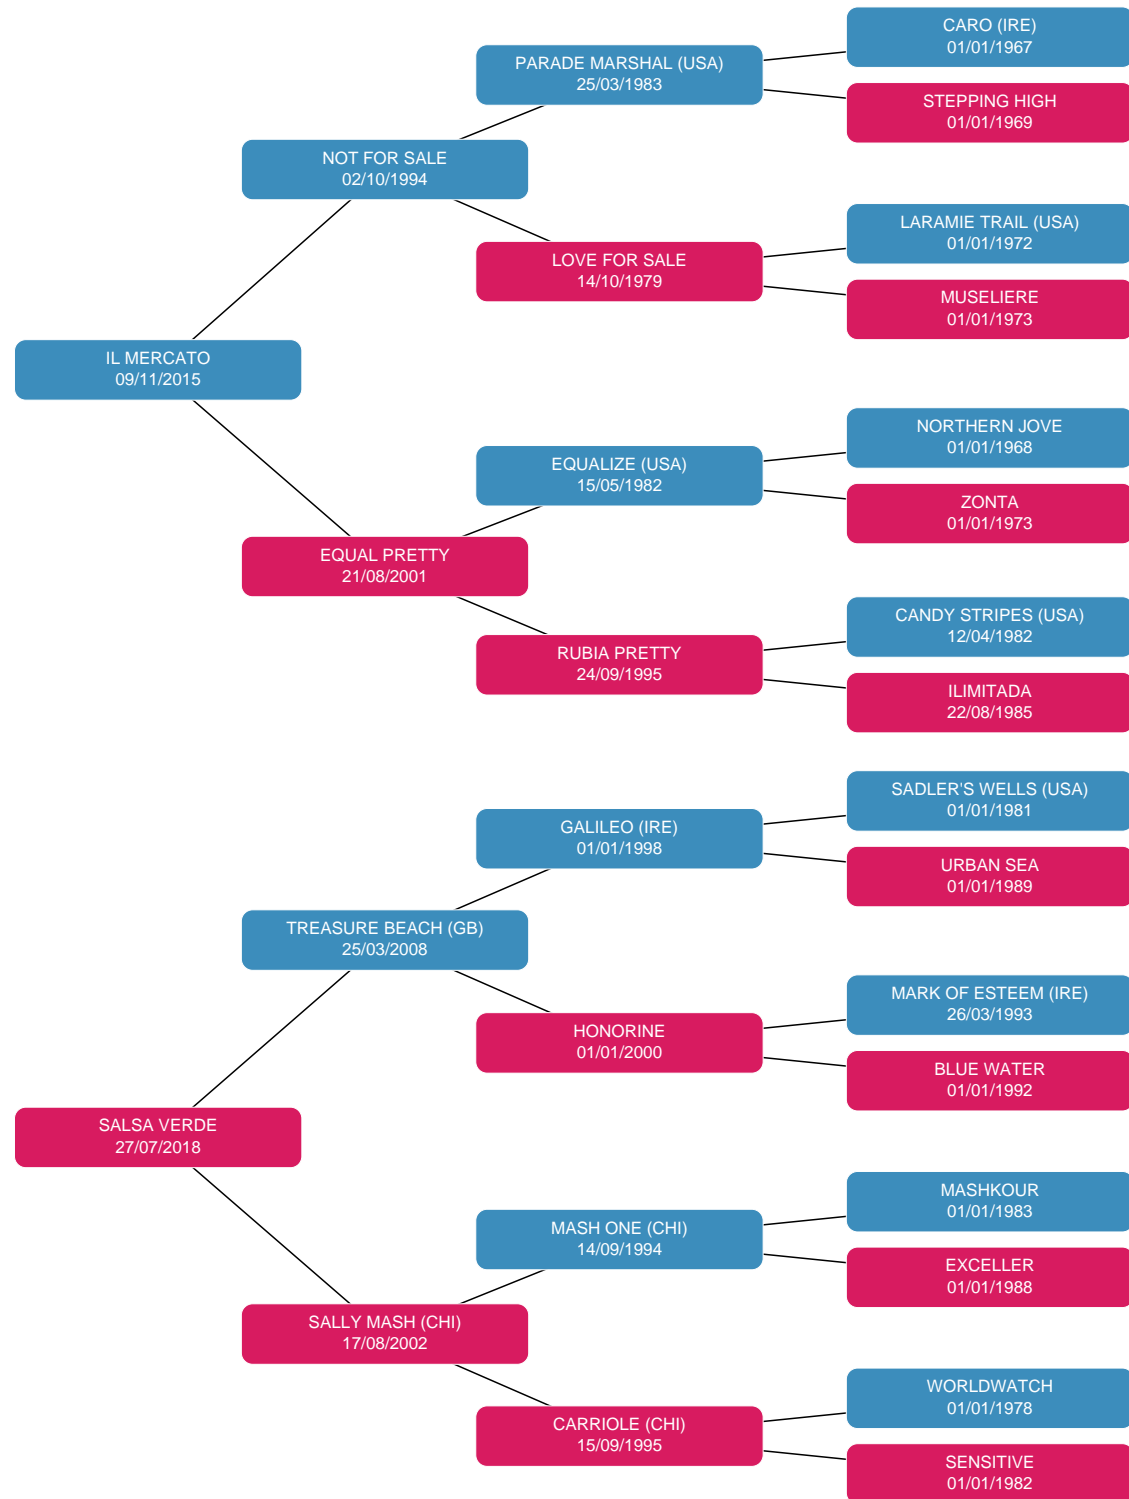 CARO (IRE)
01/01/1967
PARADE MARSHAL (USA)
25/03/1983
STEPPING HIGH
01/01/1969
NOT FOR SALE
02/10/1994
LARAMIE TRAIL (USA)
01/01/1972
LOVE FOR SALE
14/10/1979
MUSELIERE
01/01/1973
IL MERCATO
09/11/2015
NORTHERN JOVE
01/01/1968
EQUALIZE (USA)
15/05/1982
ZONTA
01/01/1973
EQUAL PRETTY
21/08/2001
CANDY STRIPES (USA)
12/04/1982
RUBIA PRETTY
24/09/1995
ILIMITADA
22/08/1985
SADLER'S WELLS (USA)
01/01/1981
GALILEO (IRE)
01/01/1998
URBAN SEA
01/01/1989
TREASURE BEACH (GB)
25/03/2008
MARK OF ESTEEM (IRE)
26/03/1993
HONORINE
01/01/2000
BLUE WATER
01/01/1992
SALSA VERDE
27/07/2018
MASHKOUR
01/01/1983
MASH ONE (CHI)
14/09/1994
EXCELLER
01/01/1988
SALLY MASH (CHI)
17/08/2002
WORLDWATCH
01/01/1978
CARRIOLE (CHI)
15/09/1995
SENSITIVE
01/01/1982